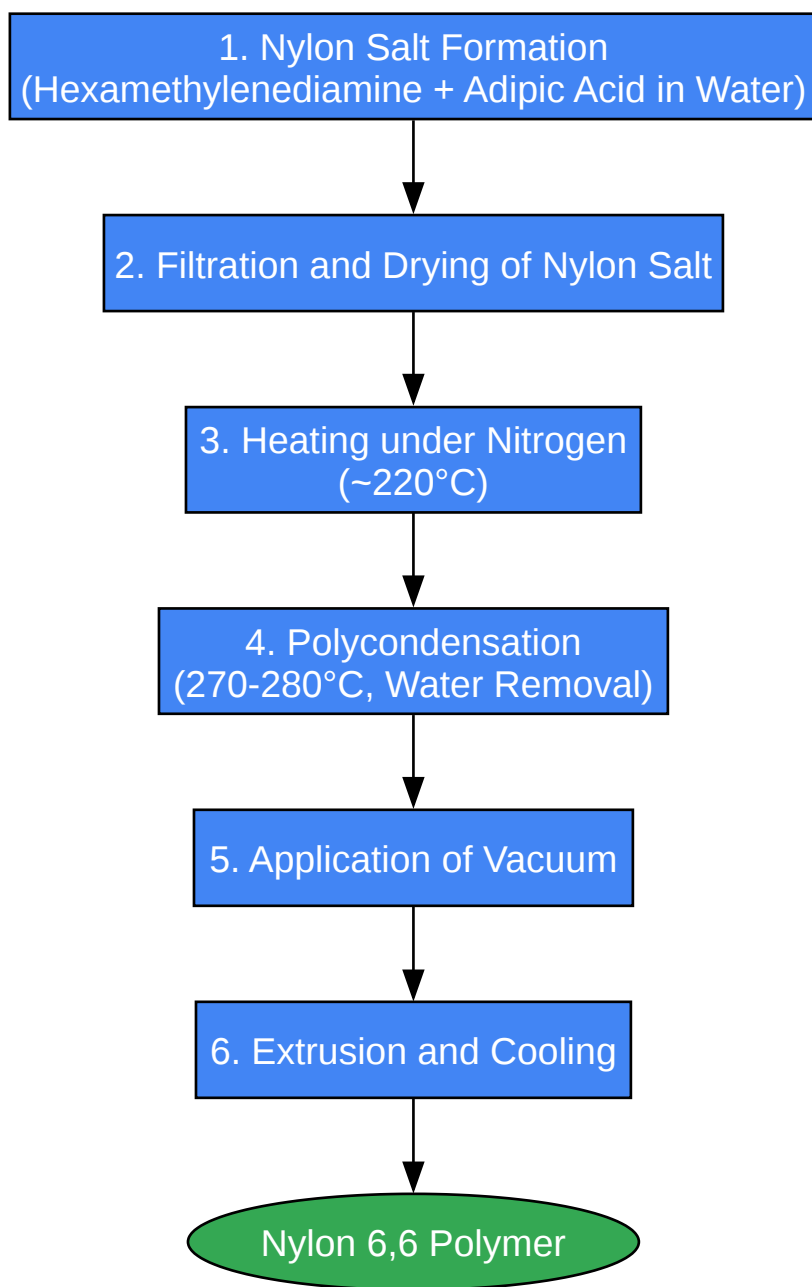 1. Nylon Salt Formation
(Hexamethylenediamine + Adipic Acid in Water)
2. Filtration and Drying of Nylon Salt
3. Heating under Nitrogen
(~220°C)
4. Polycondensation
(270-280°C, Water Removal)
5. Application of Vacuum
6. Extrusion and Cooling
Nylon 6,6 Polymer